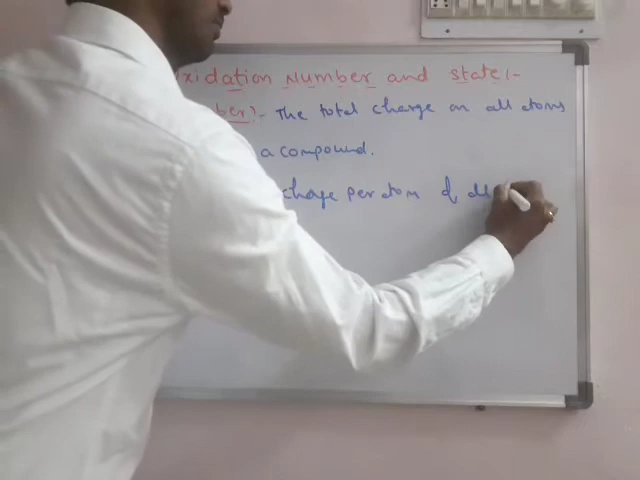 xidation Number and state:-
ber:- The total charge on all atoms
a compound.
charge per atom of